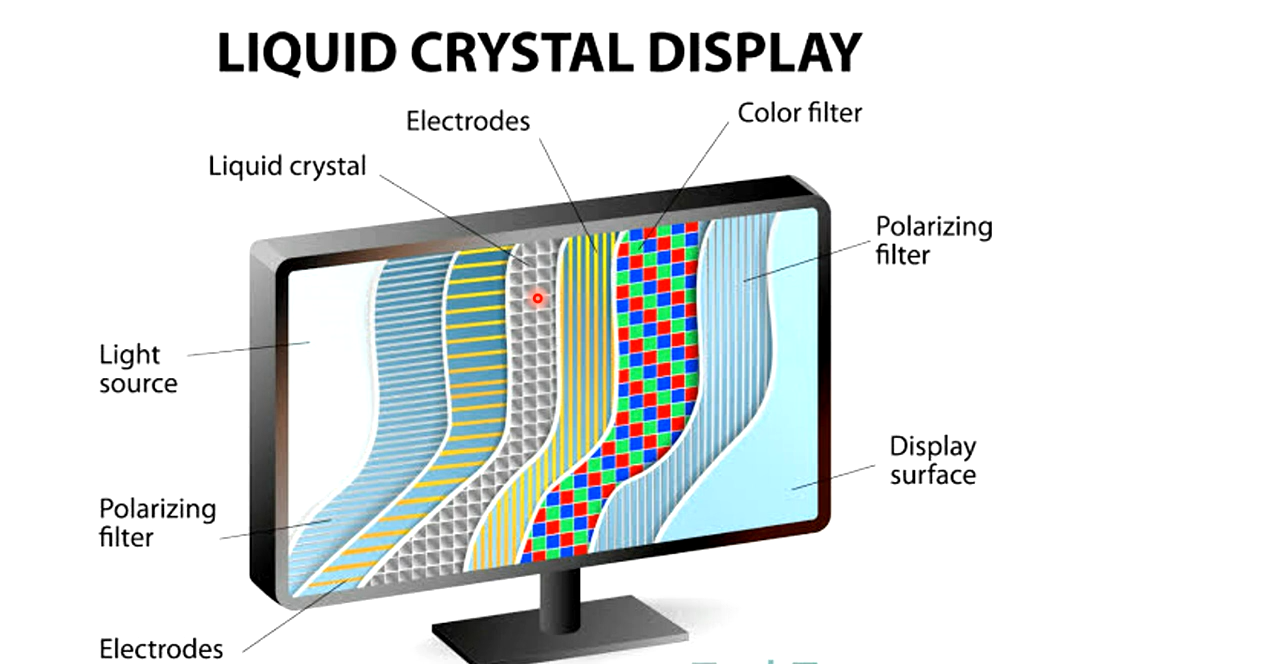 LIQUID CRYSTAL DISPLAY
Electrodes
Color filter
Liquid crystal
Polarizing
filter
Light
source
Display
surface
Polarizing
filter
Electrodes